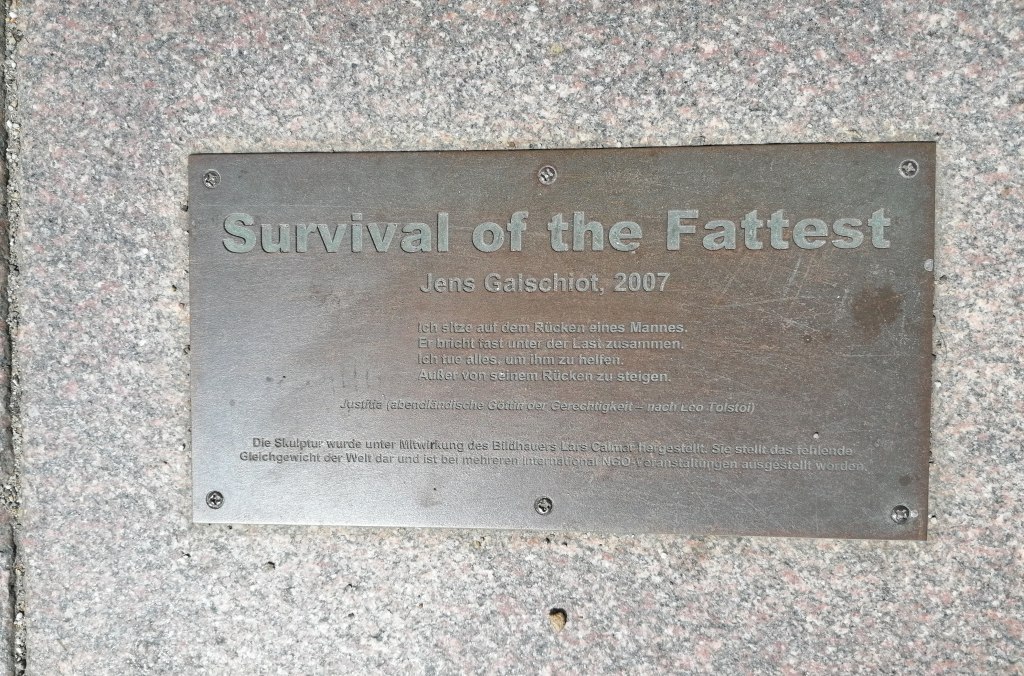 Survival of the Fattest
Jens Galschiot, 2007
Ich sitze auf dem Rücken eines Mannes.
Er bricht fast unter der Last zusammen.
Ich tue alles, um ihm zu helfen.
Außer von seinem Rücken zu steigen.
Justitia (abendländische Göttin der Gerechtigkeit – nach Leo Tolstoi)
Die Skulptur wurde unter Mitwirkung des Bildhauers Lars Calmar hergestellt. Sie stellt das fehlende
Gleichgewicht der Welt dar und ist bei mehreren international NGO-Veranstaltungen ausgestellt worden.